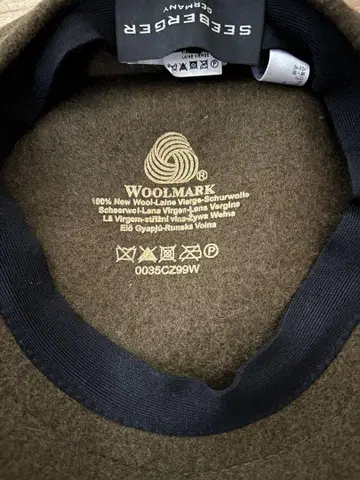 SEEBERGER
GERMANY
WOOLMARK
®
100% New Wool-Laine Vierge-Schurwolle
Scheerwol-Lana Virgen-Lana Vergine
Lã Virgem-střižní vlna-Żywa Wełna
Elő Gyapjú-Runska Volna
0035CZ99W